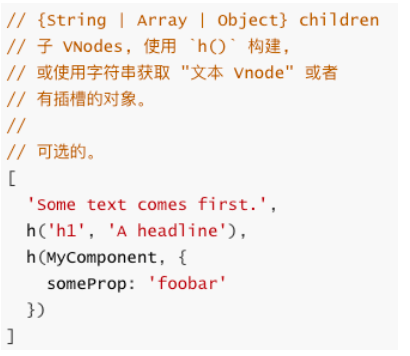 // {String | Array | Object} children
// 子 VNodes, 使用 `h()` 构建,
// 或使用字符串获取 "文本 Vnode" 或者
// 有插槽的对象。
//
// 可选的。
[
  'Some text comes first.',
  h('h1', 'A headline'),
  h(MyComponent, {
    someProp: 'foobar'
  })
]